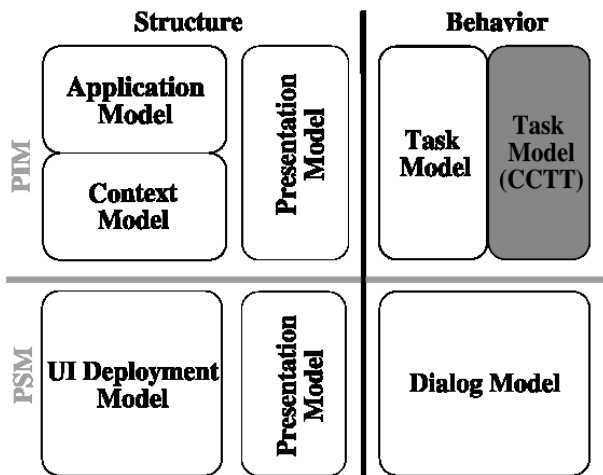 Structure
Behavior
PIM
Application
Model
Context
Model
Presentation
Model
Task
Model
Task
Model
(CCTT)
PSM
UI Deployment
Model
Presentation
Model
Dialog Model